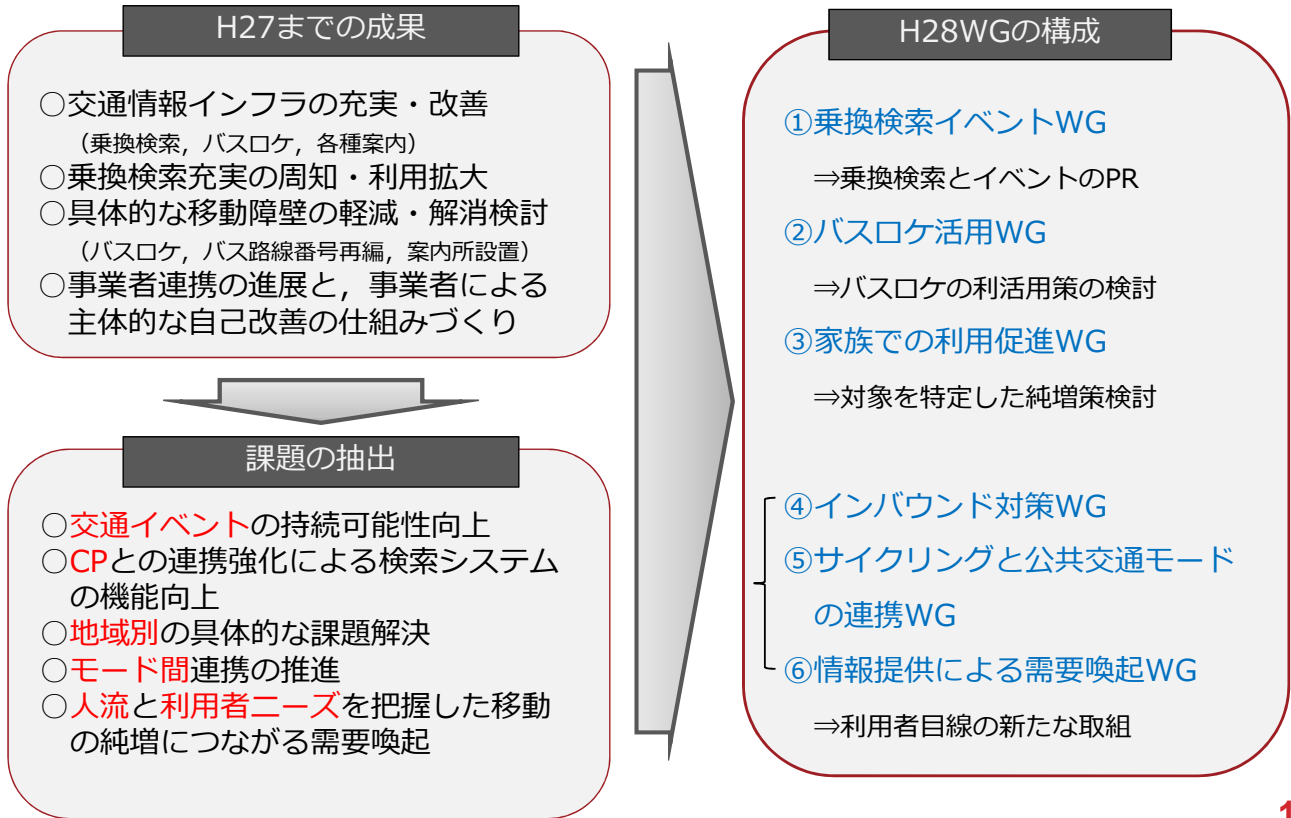 H27までの成果
○交通情報インフラの充実・改善
（乗換検索，バスロケ，各種案内）
○乗換検索充実の周知・利用拡大
○具体的な移動障壁の軽減・解消検討
（バスロケ，バス路線番号再編，案内所設置）
○事業者連携の進展と，事業者による
主体的な自己改善の仕組みづくり
課題の抽出
○交通イベントの持続可能性向上
○CPとの連携強化による検索システム
の機能向上
○地域別の具体的な課題解決
○モード間連携の推進
○人流と利用者ニーズを把握した移動
の純増につながる需要喚起
H28WGの構成
①乗換検索イベントWG
⇒乗換検索とイベントのPR
②バスロケ活用WG
⇒バスロケの利活用策の検討
③家族での利用促進WG
⇒対象を特定した純増策検討
④インバウンド対策WG
⑤サイクリングと公共交通モード
の連携WG
⑥情報提供による需要喚起WG
⇒利用者目線の新たな取組
1